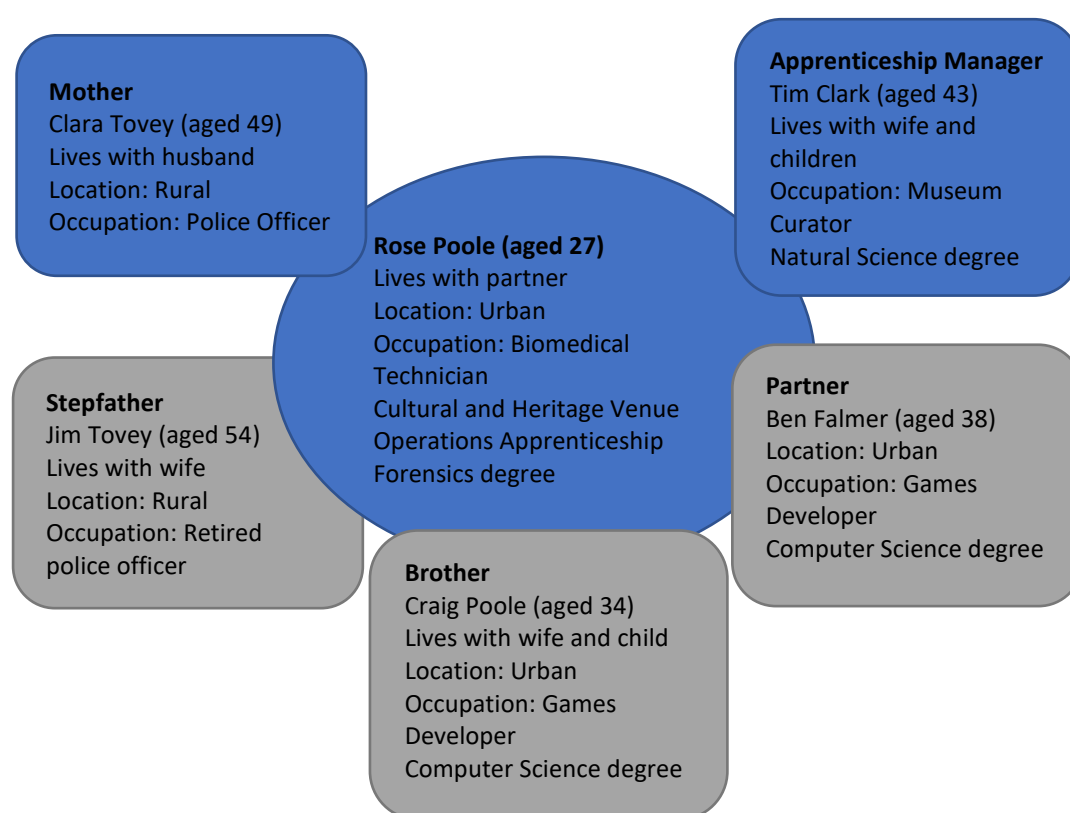 Mother
Clara Tovey (aged 49)
Lives with husband
Location: Rural
Occupation: Police Officer
Apprenticeship Manager
Tim Clark (aged 43)
Lives with wife and
children
Occupation: Museum
Curator
Natural Science degree
Rose Poole (aged 27)
Lives with partner
Location: Urban
Occupation: Biomedical
Technician
Cultural and Heritage Venue
Operations Apprenticeship
Forensics degree
Stepfather
Jim Tovey (aged 54)
Lives with wife
Location: Rural
Occupation: Retired
police officer
Partner
Ben Falmer (aged 38)
Location: Urban
Occupation: Games
Developer
Computer Science degree
Brother
Craig Poole (aged 34)
Lives with wife and child
Location: Urban
Occupation: Games
Developer
Computer Science degree